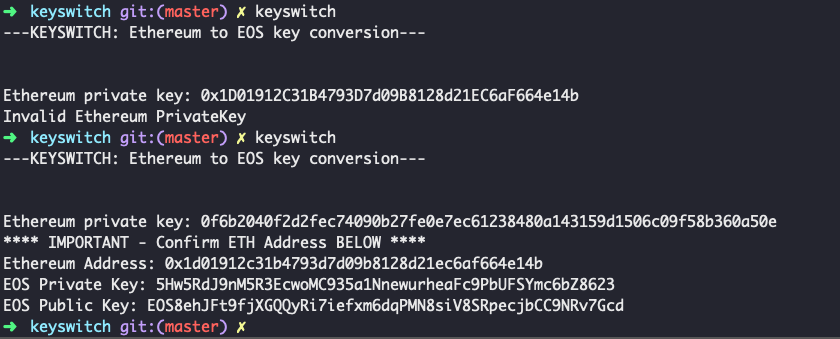 ➜ keyswitch git:(master) ✗ keyswitch
---KEYSWITCH: Ethereum to EOS key conversion---
Ethereum private key: 0x1D01912C31B4793D7d09B8128d21EC6aF664e14b
Invalid Ethereum PrivateKey
➜ keyswitch git:(master) ✗ keyswitch
---KEYSWITCH: Ethereum to EOS key conversion---
Ethereum private key: 0f6b2040f2d2fec74090b27fe0e7ec61238480a143159d1506c09f58b360a50e
**** IMPORTANT - Confirm ETH Address BELOW ****
Ethereum Address: 0x1d01912c31b4793d7d09b8128d21ec6af664e14b
EOS Private Key: 5Hw5RdJ9nM5R3EcwoMC935a1NnewurheaFc9PbUFSYmc6bZ8623
EOS Public Key: EOS8ehJFt9fjXGQQyRi7iefxm6dqPMN8siV8SRpecjbCC9NRv7Gcd
➜ keyswitch git:(master) ✗